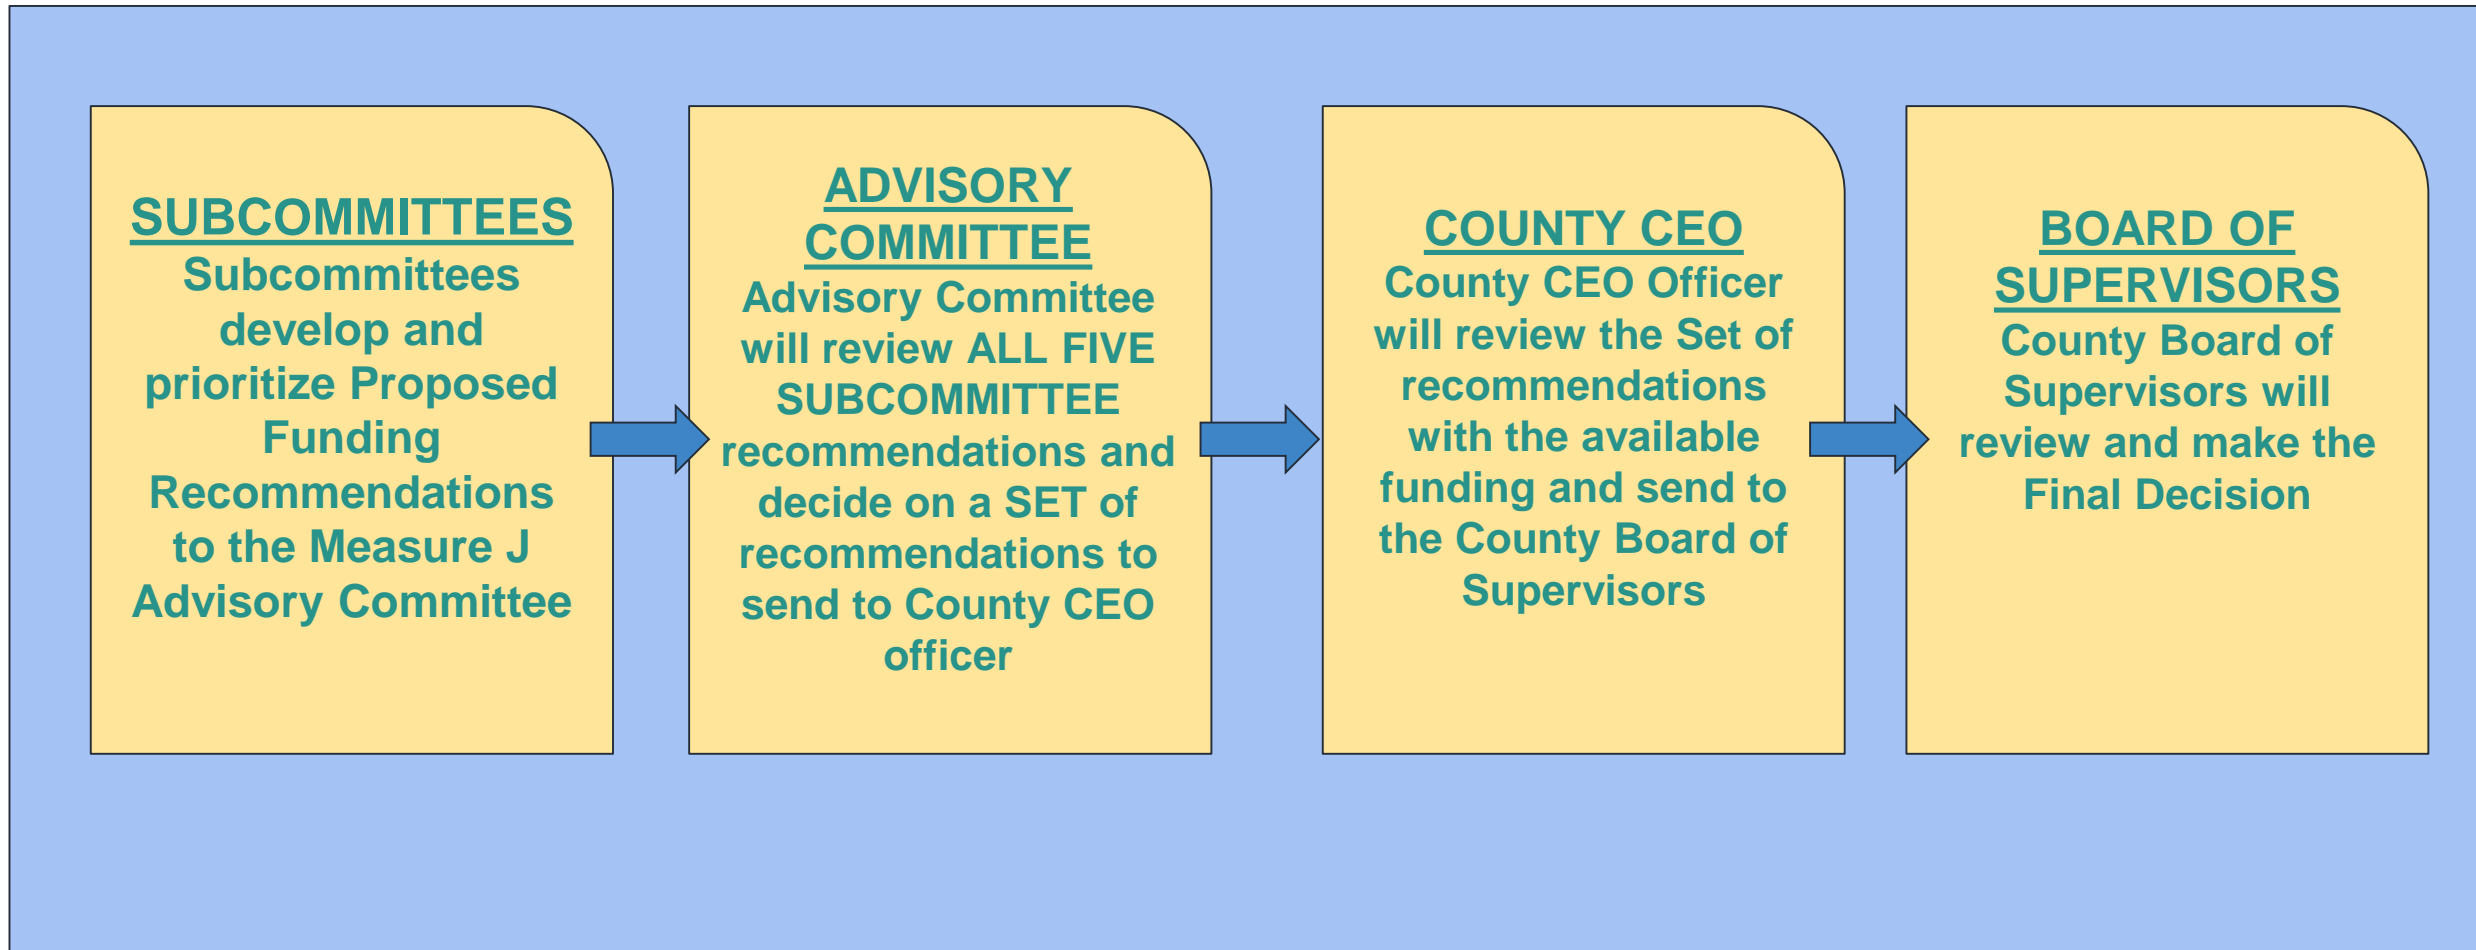 SUBCOMMITTEES
Subcommittees
develop and
prioritize Proposed
Funding
Recommendations
to the Measure J
Advisory Committee
ADVISORY
COMMITTEE
Advisory Committee
will review ALL FIVE
SUBCOMMITTEE
recommendations and
decide on a SET of
recommendations to
send to County CEO
officer
COUNTY CEO
County CEO Officer
will review the Set of
recommendations
with the available
funding and send to
the County Board of
Supervisors
BOARD OF
SUPERVISORS
County Board of
Supervisors will
review and make the
Final Decision